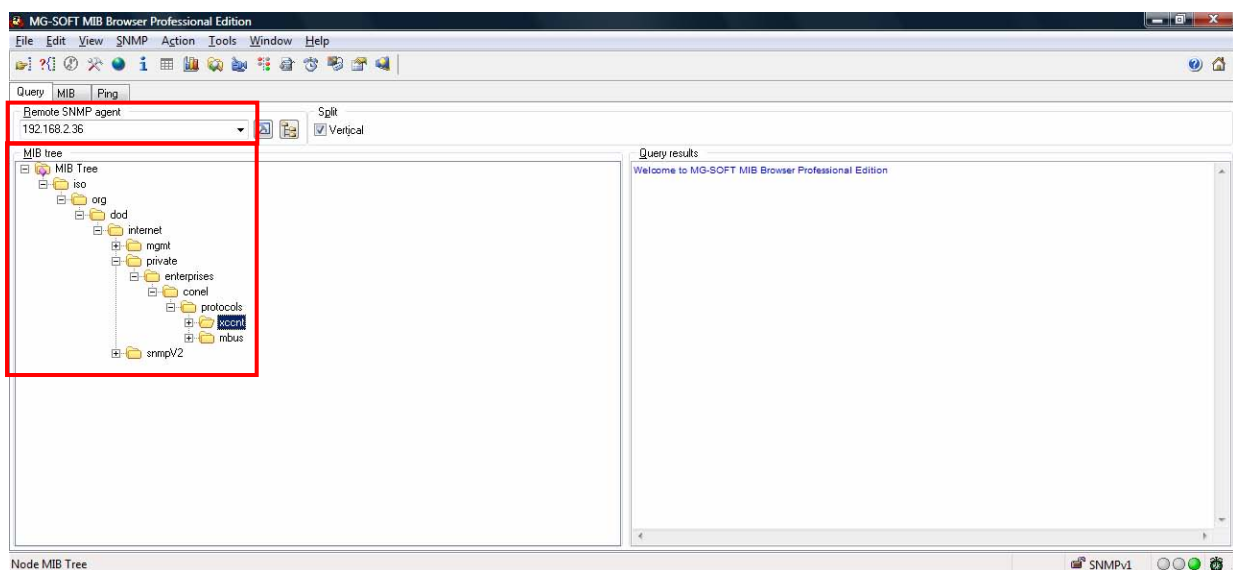 MG-SOFT MIB Browser Professional Edition
File Edit View SNMP Action Tools Window Help
Query MIB Ping
Remote SNMP agent
192.168.2.36
Split
Vertical
MIB tree
MIB Tree
iso
org
dod
internet
mgmt
private
enterprises
conel
protocols
xccnt
mbus
snmpV2
Query results
Welcome to MG-SOFT MIB Browser Professional Edition
Node MIB Tree
SNMPv1